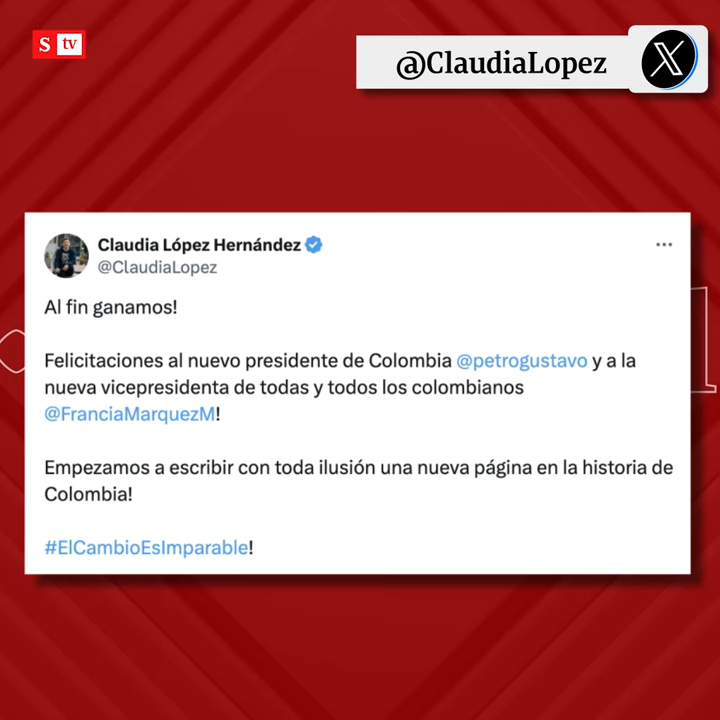 S tv
@ClaudiaLopez
Claudia López Hernández
@ClaudiaLopez
Al fin ganamos!
Felicitaciones al nuevo presidente de Colombia @petrogustavo y a la
nueva vicepresidenta de todas y todos los colombianos
@FranciaMarquezM!
Empezamos a escribir con toda ilusión una nueva página en la historia de
Colombia!
#ElCambioEsImparable!